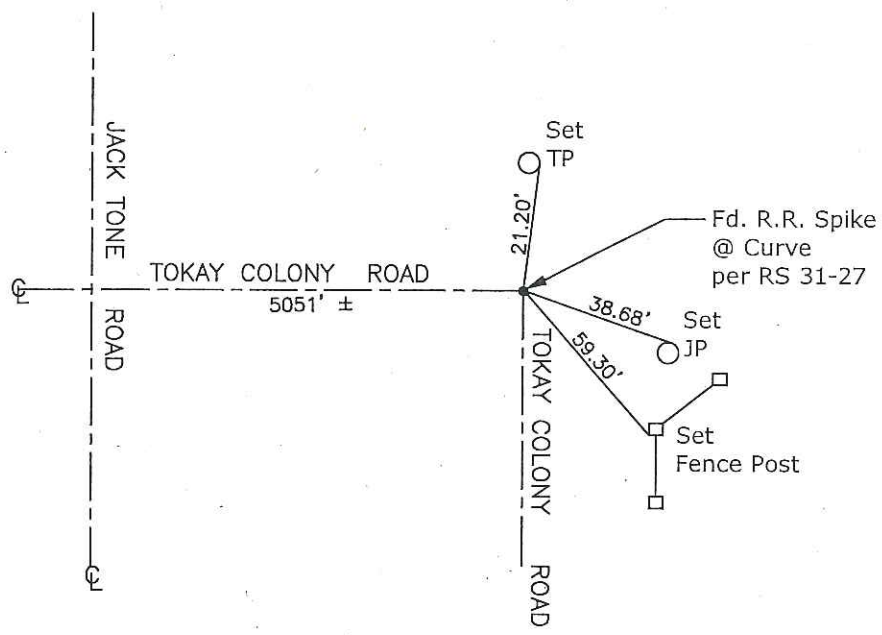 Set
TP
21.20'
Fd. R.R. Spike
@ Curve
per RS 31-27
JACK TONE ROAD
TOKAY COLONY ROAD
5051' ±
℄
38.68'
Set
JP
59.30'
Set
Fence Post
TOKAY COLONY ROAD
℄